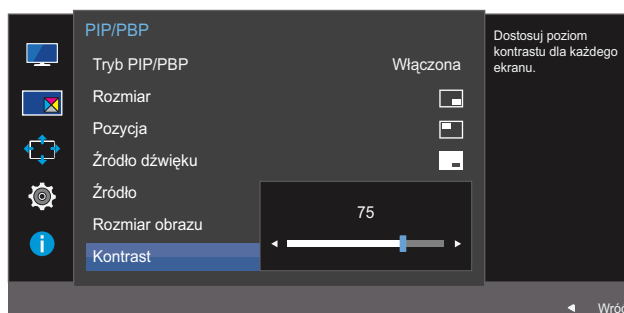 PIP/PBP
Tryb PIP/PBP Włączona
Rozmiar
Pozycja
Źródło dźwięku
Źródło
Rozmiar obrazu
Kontrast
75
Dostosuj poziom
kontrastu dla każdego
ekranu.